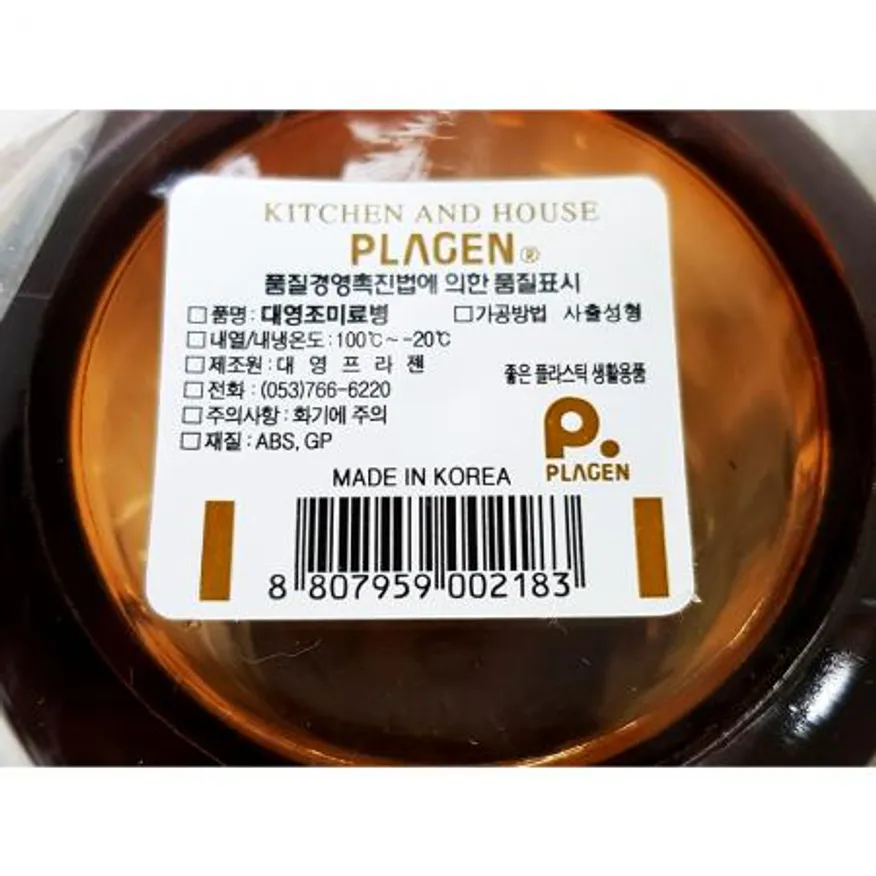 KITCHEN AND HOUSE
PLAGEN ®
품질경영촉진법에 의한 품질표시
□ 품명 : 대영조미료병 □ 가공방법 사출성형
□ 내열/내냉온도 : 100℃ ~ -20℃
□ 제조원 : 대 영 프 라 젠
좋은 플라스틱 생활용품
□ 전화 : (053)766-6220
□ 주의사항 : 화기에 주의
□ 재질 : ABS, GP
P.
PLAGEN
MADE IN KOREA
8 807959 002183